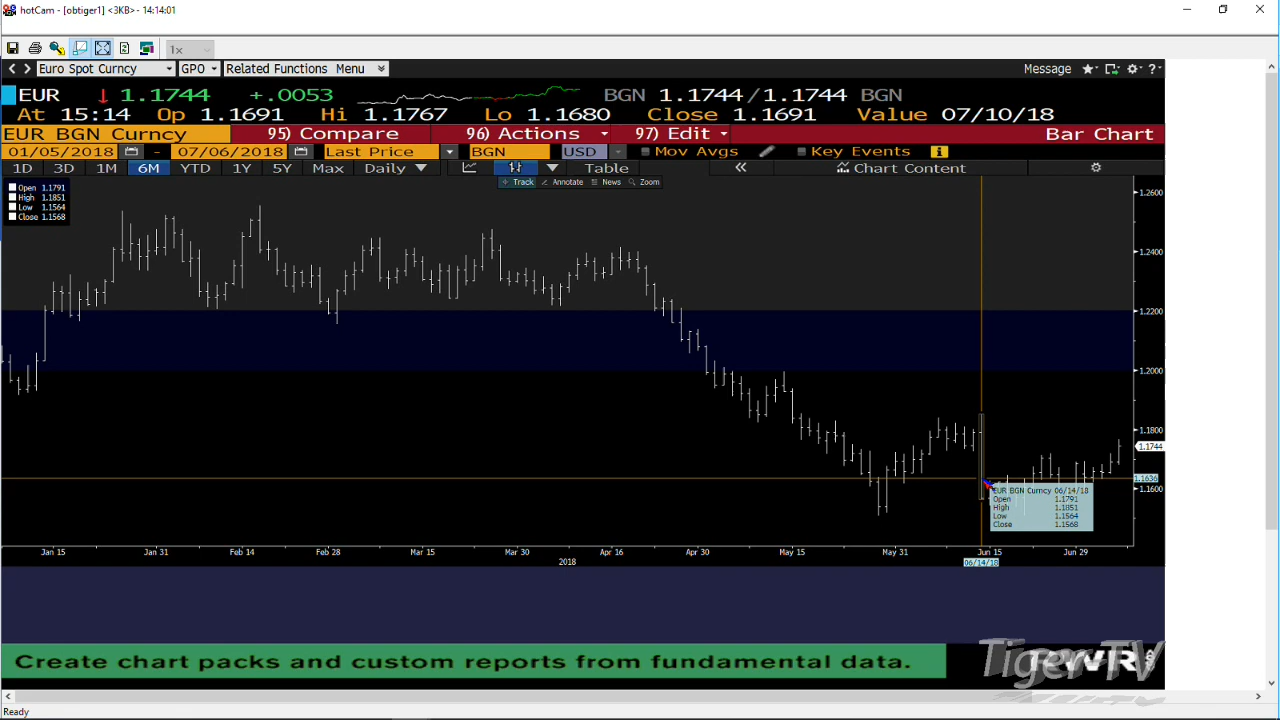 hotCam - [obtiger1] <3KB> - 14:14:01
1x
Euro Spot Curncy GPO Related Functions Menu Message
EUR ↓ 1.1744 +.0053 BGN 1.1744/1.1744 BGN
At 15:14 Op 1.1691 Hi 1.1767 Lo 1.1680 Close 1.1691 Value 07/10/18
EUR BGN Curncy 95) Compare 96) Actions 97) Edit Bar Chart
01/05/2018 - 07/06/2018 Last Price BGN USD Mov Avgs Key Events
1D 3D 1M 6M YTD 1Y 5Y Max Daily Table Chart Content
Track Annotate News Zoom
Open 1.1791
High 1.1851
Low 1.1564
Close 1.1568
1.2600
1.2400
1.2200
1.2000
1.1800
1.1744
1.1636
1.1600
EUR BGN Curncy 06/14/18
Open 1.1791
High 1.1851
Low 1.1564
Close 1.1568
Jan 15 Jan 31 Feb 14 Feb 28 Mar 15 Mar 30 Apr 16 Apr 30 May 15 May 31 Jun 15 Jun 29
2018 06/14/18
Create chart packs and custom reports from fundamental data.
TigerTV
Ready